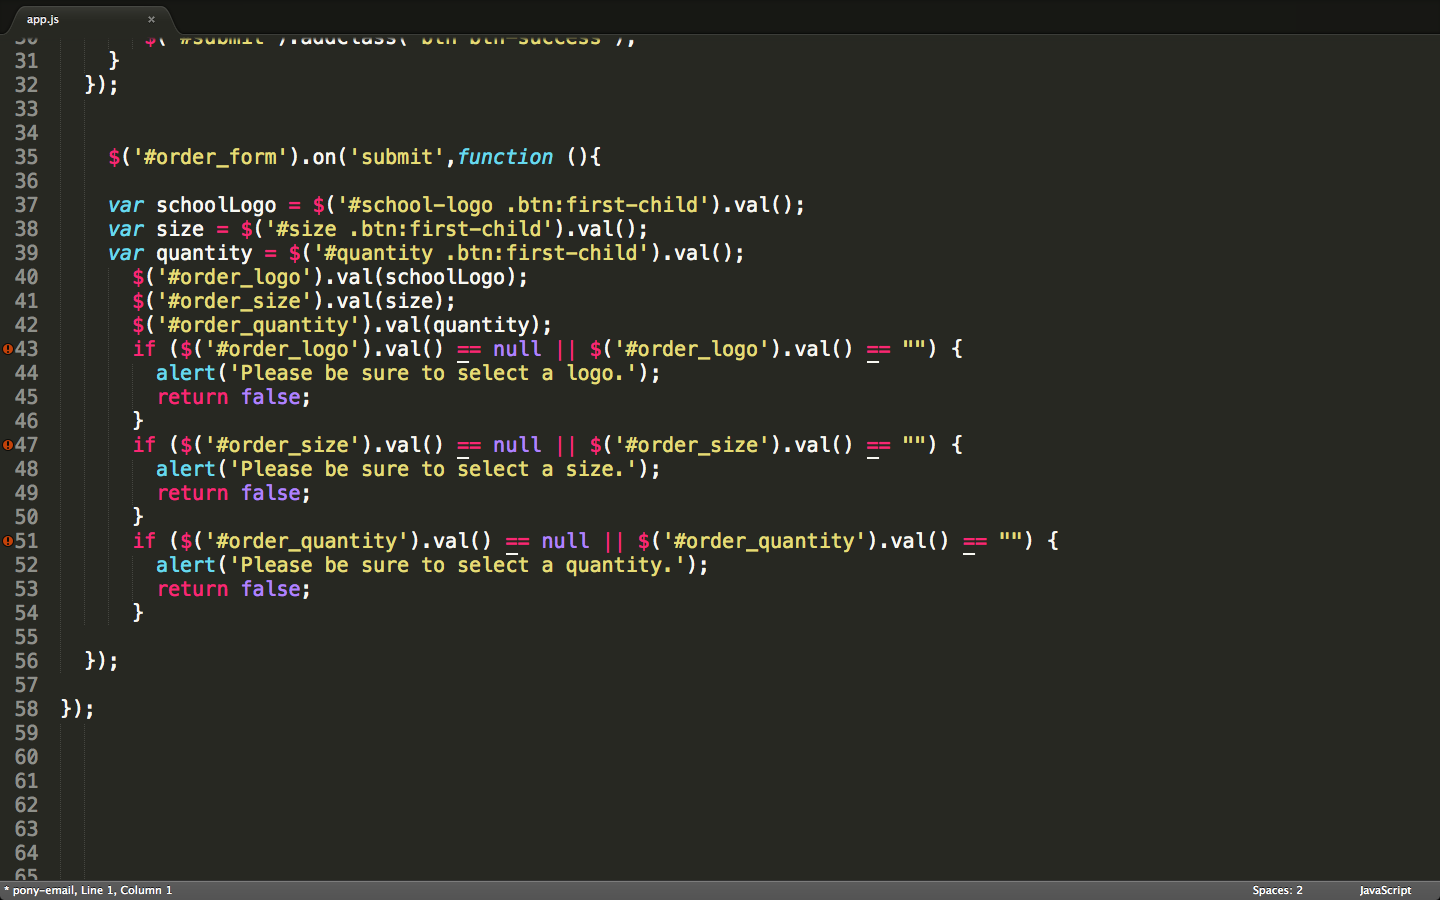 app.js ×
30 $('#submit').addClass('btn btn-success');
31 }
32 });
33
34
35 $('#order_form').on('submit',function (){
36
37 var schoolLogo = $('#school-logo .btn:first-child').val();
38 var size = $('#size .btn:first-child').val();
39 var quantity = $('#quantity .btn:first-child').val();
40 $('#order_logo').val(schoolLogo);
41 $('#order_size').val(size);
42 $('#order_quantity').val(quantity);
43 if ($('#order_logo').val() == null || $('#order_logo').val() == "") {
44 alert('Please be sure to select a logo.');
45 return false;
46 }
47 if ($('#order_size').val() == null || $('#order_size').val() == "") {
48 alert('Please be sure to select a size.');
49 return false;
50 }
51 if ($('#order_quantity').val() == null || $('#order_quantity').val() == "") {
52 alert('Please be sure to select a quantity.');
53 return false;
54 }
55
56 });
57
58 });
59
60
61
62
63
64
65
* pony-email, Line 1, Column 1 Spaces: 2 JavaScript